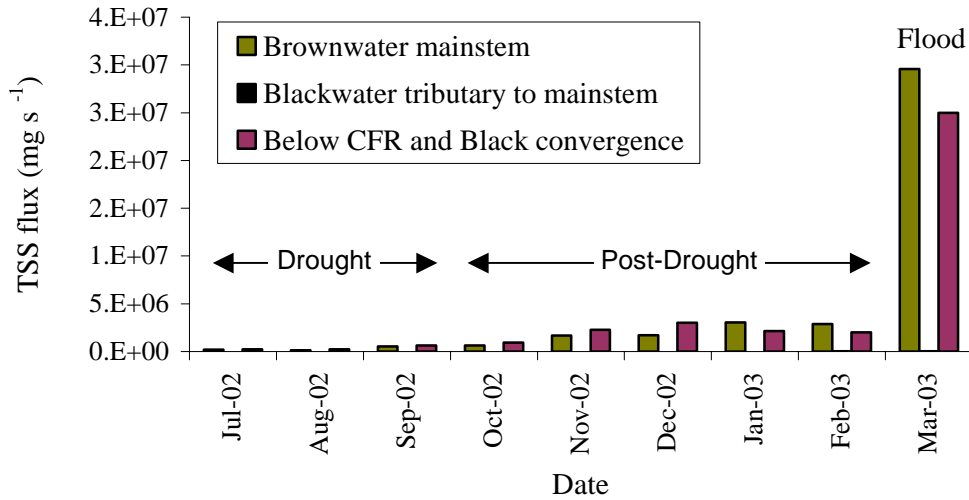 4.E+07
3.E+07
3.E+07
2.E+07
2.E+07
1.E+07
5.E+06
0.E+00
TSS flux (mg s -1)
Brownwater mainstem
Blackwater tributary to mainstem
Below CFR and Black convergence
Flood
Drought
Post-Drought
Jul-02
Aug-02
Sep-02
Oct-02
Nov-02
Dec-02
Jan-03
Feb-03
Mar-03
Date